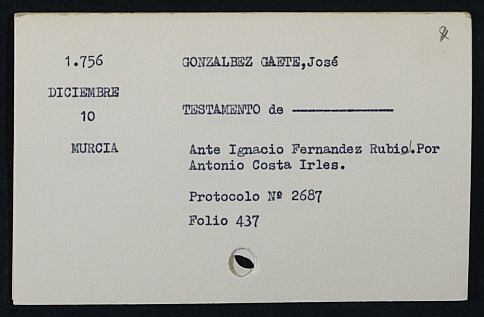 1.756
GONZALBEZ GAETE,José
DICIEMBRE
10
TESTAMENTO de ---------------
MURCIA
Ante Ignacio Fernandez Rubio.Por
Antonio Costa Irles.
Protocolo Nº 2687
Folio 437